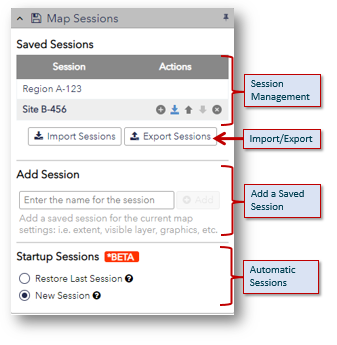 Map Sessions
Saved Sessions
Session Actions
Region A-123
Site B-456
Import Sessions Export Sessions
Add Session
Enter the name for the session Add
Add a saved session for the current map
settings: i.e. extent, visible layer, graphics, etc.
Startup Sessions *BETA
Restore Last Session
New Session
Session
Management
Import/Export
Add a Saved
Session
Automatic
Sessions